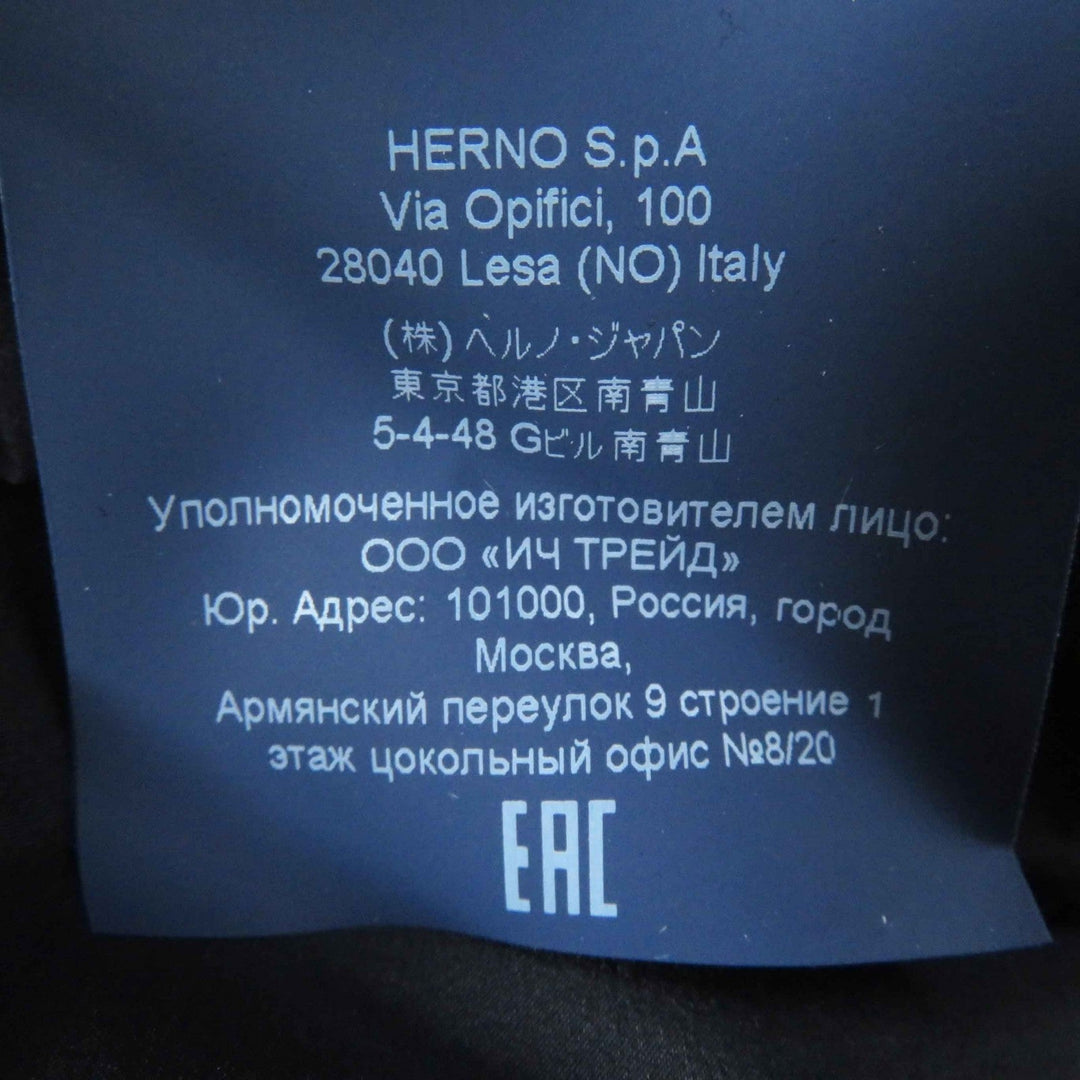 HERNO S.p.A
Via Opifici, 100
28040 Lesa (NO) Italy
(株)ヘルノ・ジャパン
東京都港区南青山
5-4-48 Gビル南青山
Уполномоченное изготовителем лицо:
ООО «ИЧ ТРЕЙД»
Юр. Адрес: 101000, Россия, город
Москва,
Армянский переулок 9 строение 1
этаж цокольный офис №8/20
EAC